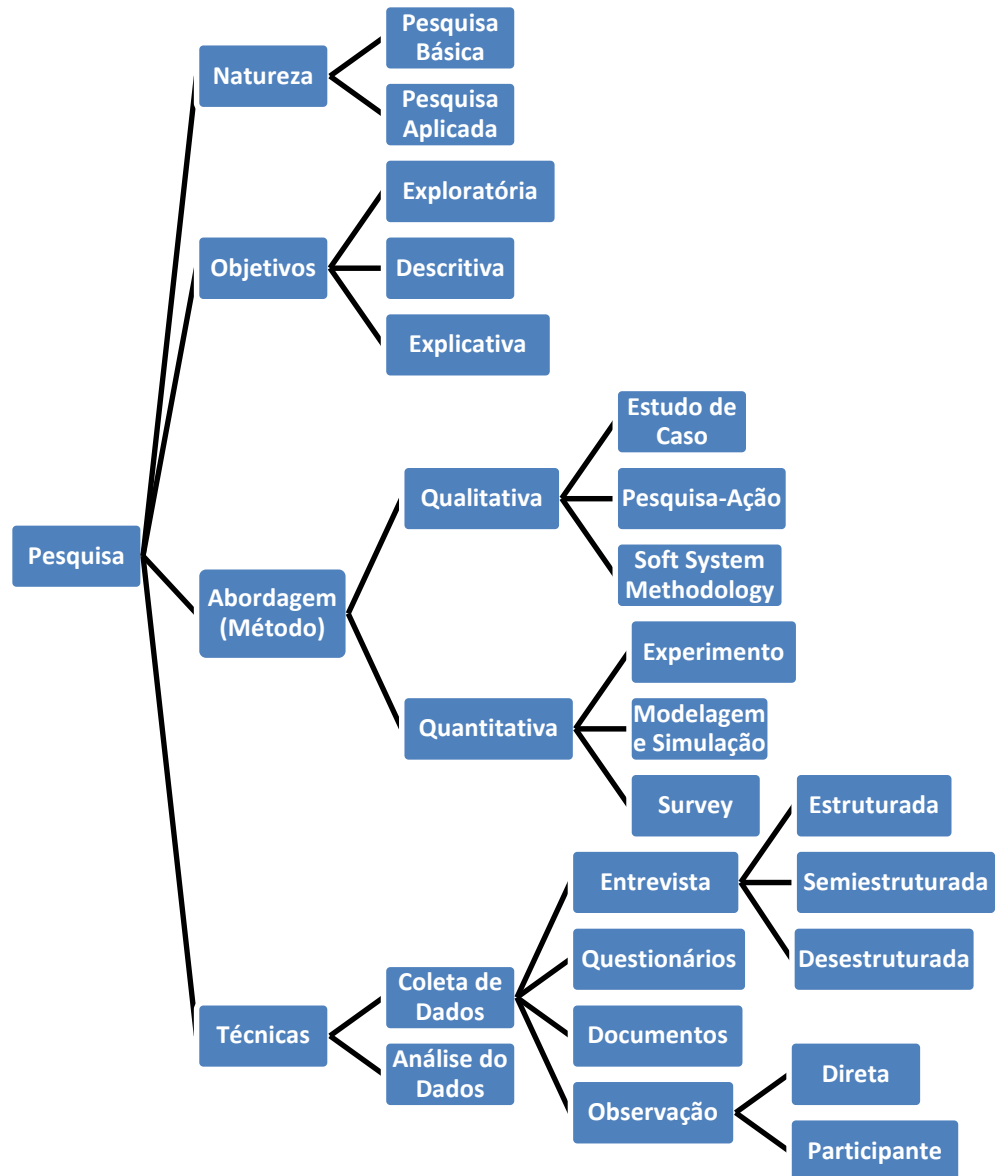 Pesquisa
Natureza
Pesquisa
Básica
Pesquisa
Aplicada
Objetivos
Exploratória
Descritiva
Explicativa
Abordagem
(Método)
Qualitativa
Estudo de
Caso
Pesquisa-Ação
Soft System
Methodology
Quantitativa
Experimento
Modelagem
e Simulação
Survey
Técnicas
Coleta de
Dados
Entrevista
Estruturada
Semiestruturada
Desestruturada
Questionários
Documentos
Observação
Direta
Participante
Análise do
Dados